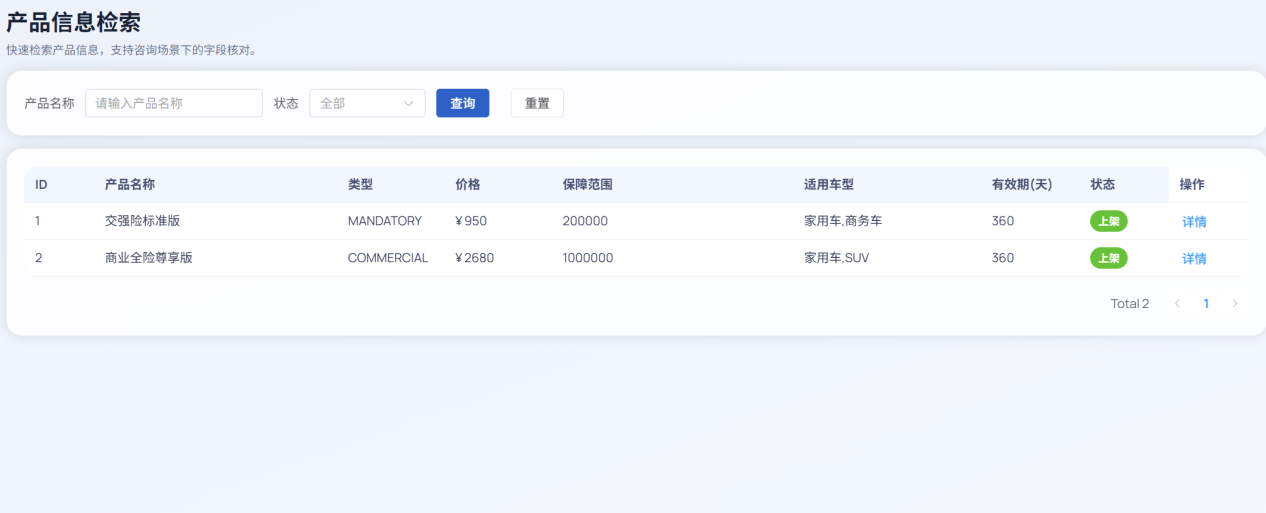 产品信息检索
快速检索产品信息，支持咨询场景下的字段核对。
产品名称 请输入产品名称 状态 全部 查询 重置
ID 产品名称 类型 价格 保障范围 适用车型 有效期(天) 状态 操作
1 交强险标准版 MANDATORY ¥950 200000 家用车,商务车 360 上架 详情
2 商业全险尊享版 COMMERCIAL ¥2680 1000000 家用车,SUV 360 上架 详情
Total 2 1